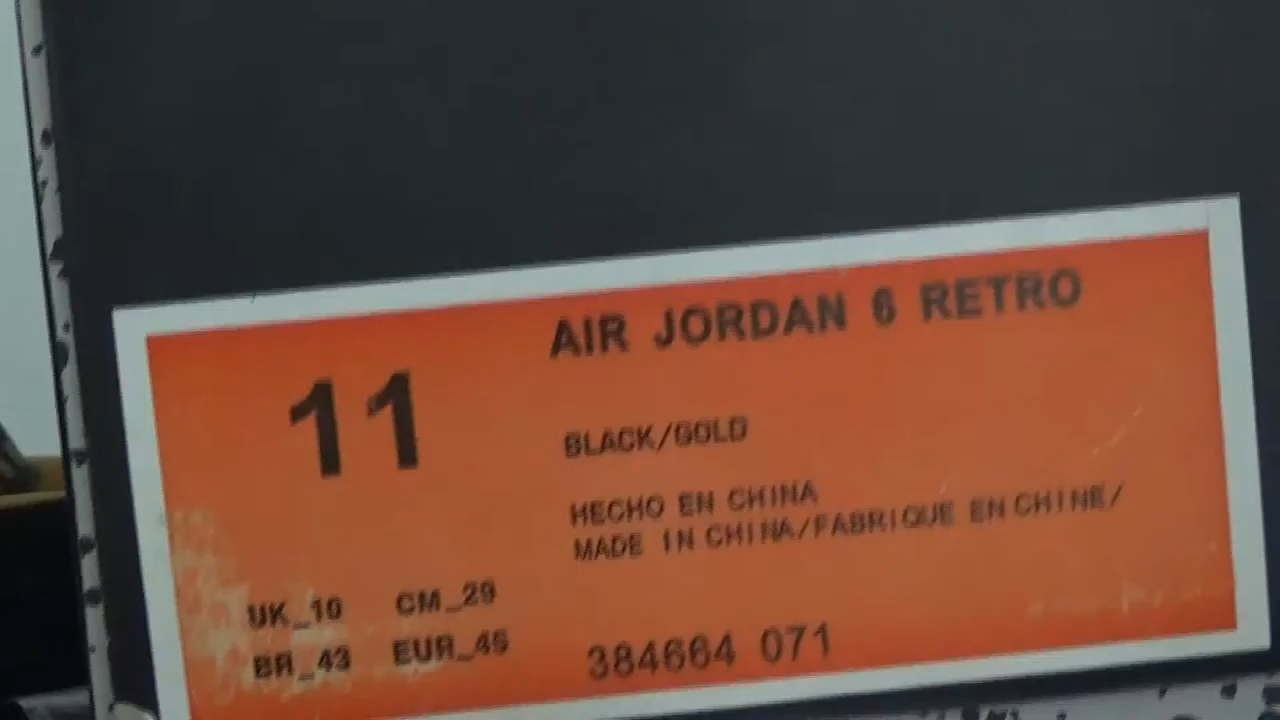 AIR JORDAN 6 RETRO
11
BLACK/GOLD
HECHO EN CHINA
MADE IN CHINA/FABRIQUE EN CHINE/
UK_10 CM_29
BR_43 EUR_45
384664 071